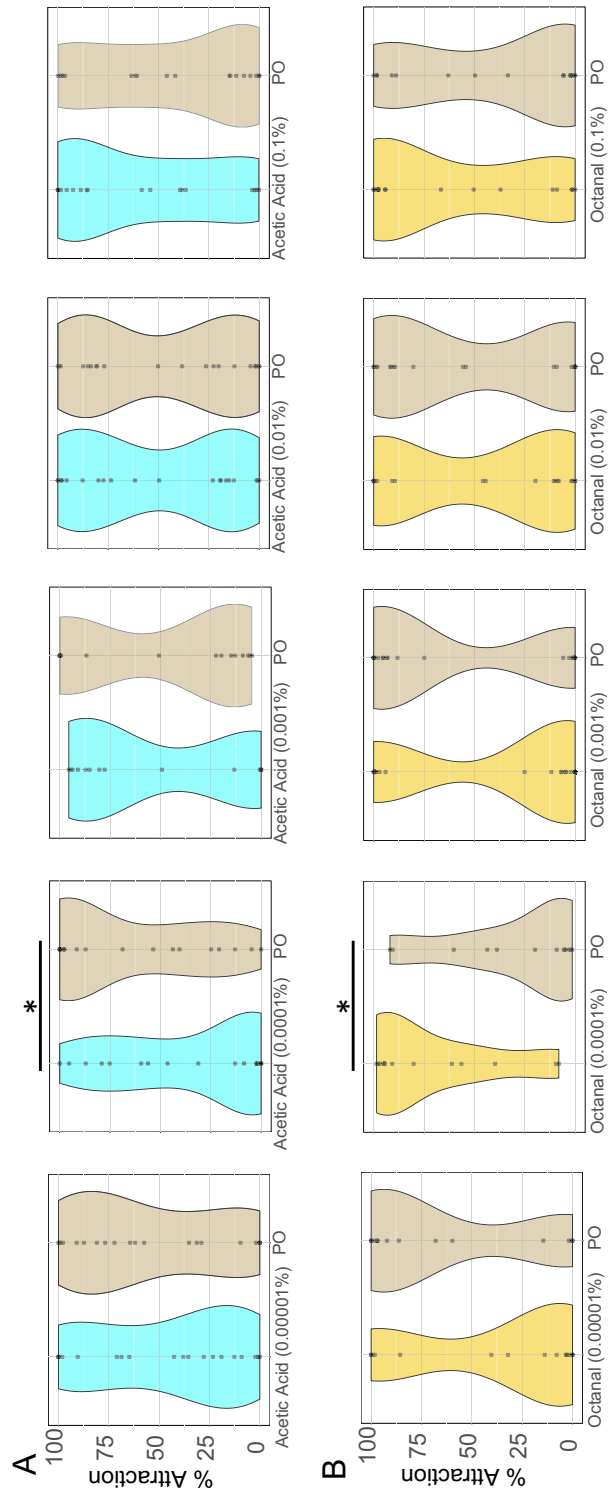 A
% Attraction
100
75
50
25
0
Acetic Acid (0.00001%) PO
*
Acetic Acid (0.0001%) PO
Acetic Acid (0.001%) PO
Acetic Acid (0.01%) PO
Acetic Acid (0.1%) PO
B
% Attraction
100
75
50
25
0
Octanal (0.00001%) PO
*
Octanal (0.0001%) PO
Octanal (0.001%) PO
Octanal (0.01%) PO
Octanal (0.1%) PO